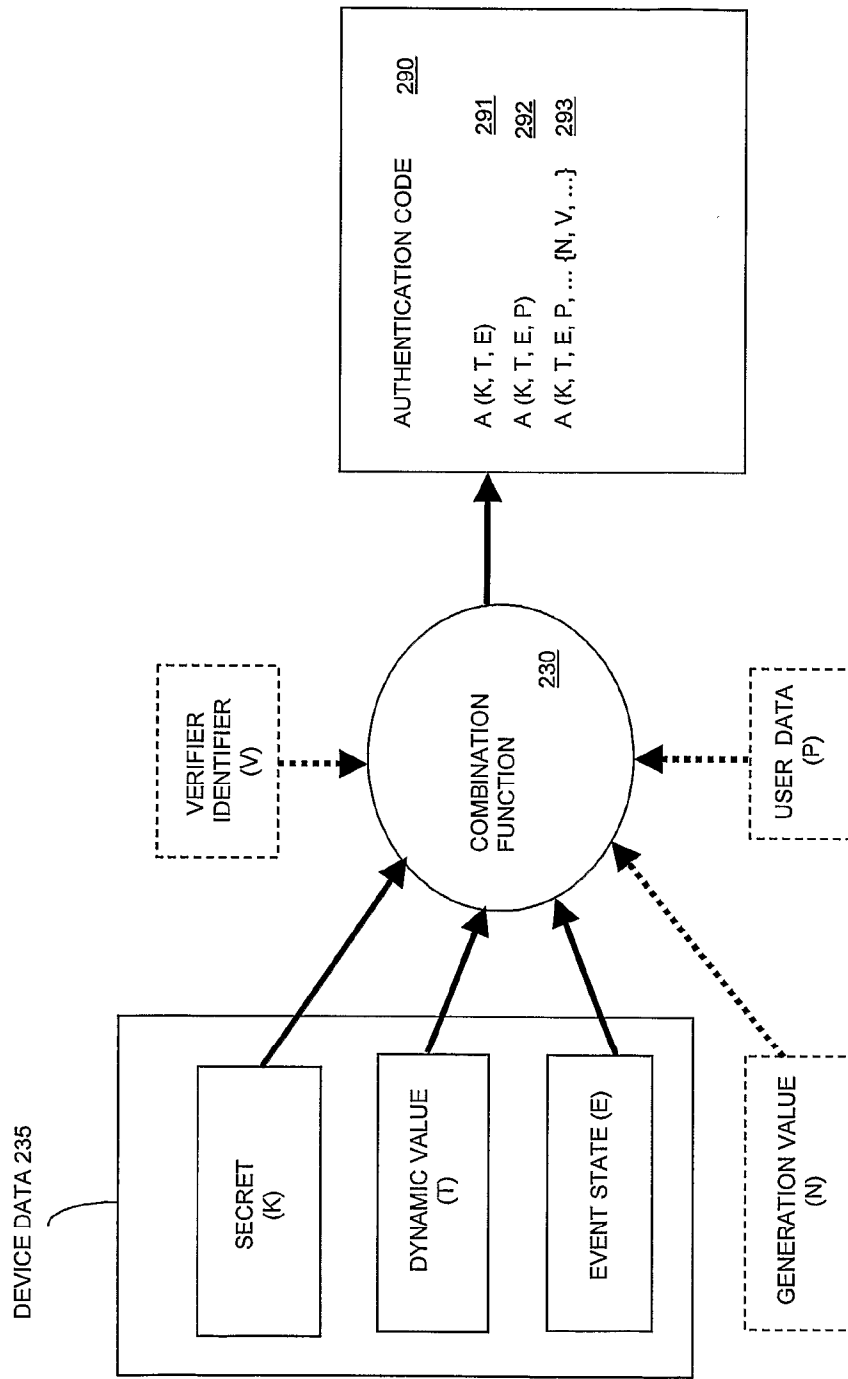 DEVICE DATA 235
SECRET
(K)
DYNAMIC VALUE
(T)
EVENT STATE (E)
GENERATION VALUE
(N)
VERIFIER
IDENTIFIER
(V)
COMBINATION
FUNCTION
230
USER DATA
(P)
AUTHENTICATION CODE 290
A (K, T, E) 291
A (K, T, E, P) 292
A (K, T, E, P, ... {N, V, ...} 293